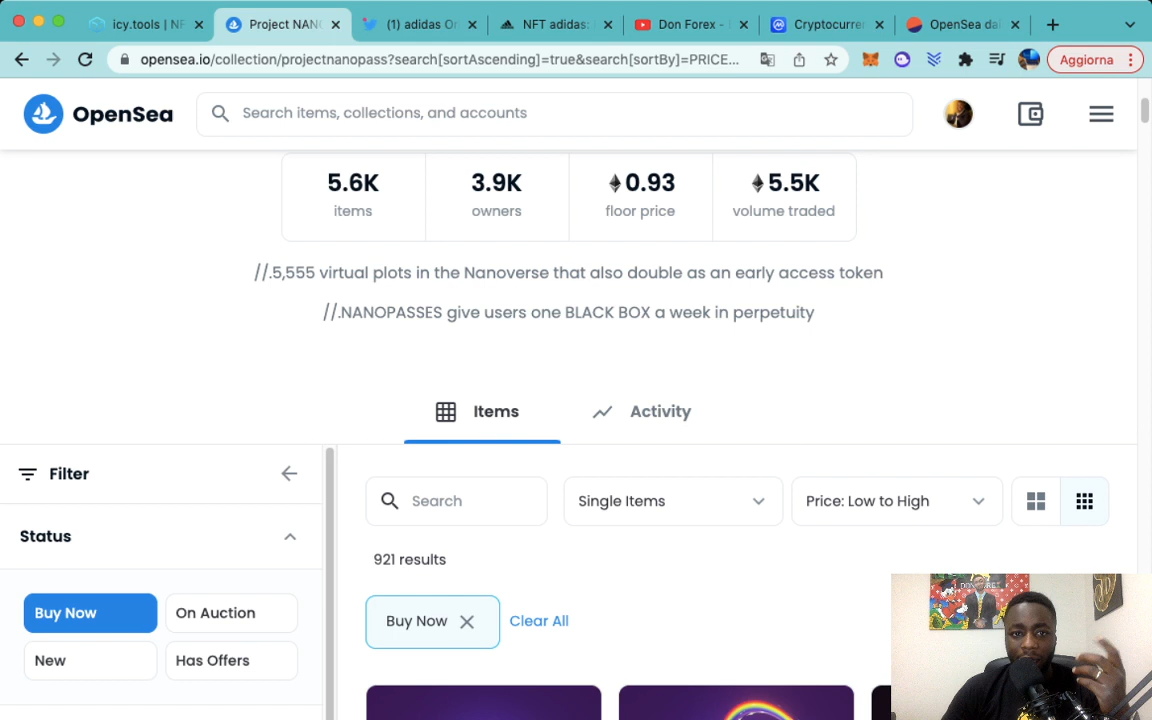 icy.tools | NF
Project NAN
(1) adidas Or
NFT adidas:
Don Forex -
Cryptocurrer
OpenSea da
opensea.io/collection/projectnanopass?search[sortAscending]=true&search[sortBy]=PRICE...
Aggiorna
OpenSea
Search items, collections, and accounts
5.6K
items
3.9K
owners
0.93
floor price
5.5K
volume traded
//.5,555 virtual plots in the Nanoverse that also double as an early access token
//.NANOPASSES give users one BLACK BOX a week in perpetuity
Items
Activity
Filter
Status
Buy Now
On Auction
New
Has Offers
Search
Single Items
Price: Low to High
921 results
Buy Now
Clear All